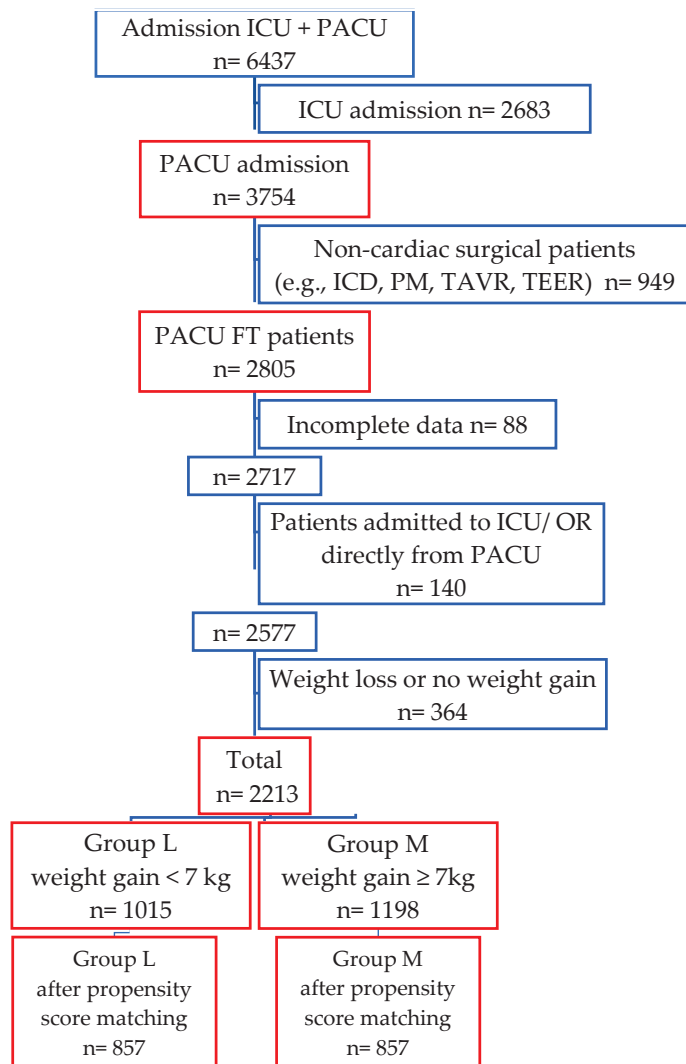 Admission ICU + PACU
n= 6437
ICU admission n= 2683
PACU admission
n= 3754
Non-cardiac surgical patients
(e.g., ICD, PM, TAVR, TEER) n= 949
PACU FT patients
n= 2805
Incomplete data n= 88
n= 2717
Patients admitted to ICU/ OR
directly from PACU
n= 140
n= 2577
Weight loss or no weight gain
n= 364
Total
n= 2213
Group L
weight gain < 7 kg
n= 1015
Group M
weight gain ≥ 7kg
n= 1198
Group L
after propensity
score matching
n= 857
Group M
after propensity
score matching
n= 857